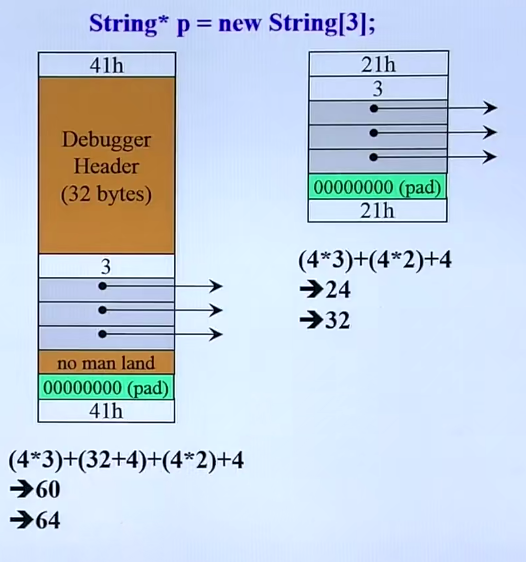 String* p = new String[3];
41h
Debugger
Header
(32 bytes)
3
no man land
00000000 (pad)
41h
(4*3)+(32+4)+(4*2)+4
➔60
➔64
21h
3
00000000 (pad)
21h
(4*3)+(4*2)+4
➔24
➔32